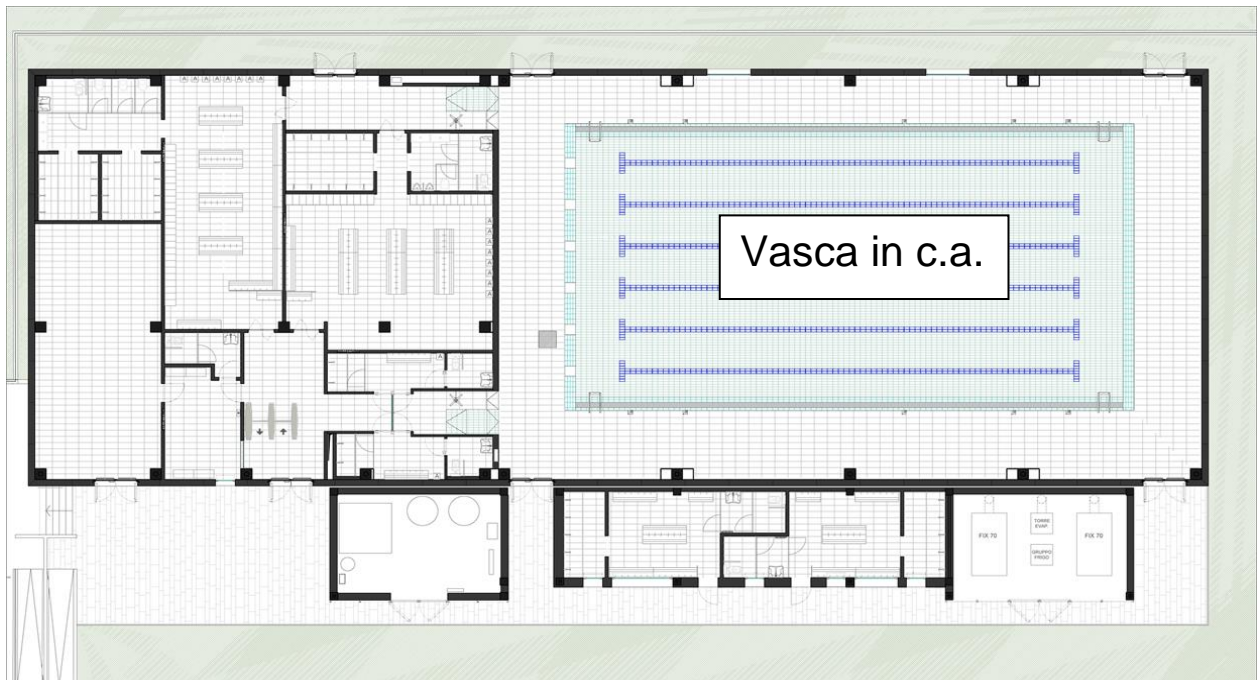 Vasca in c.a.
FIX 70
TORRE
EVAP.
GRUPPO
FRIGO
FIX 70